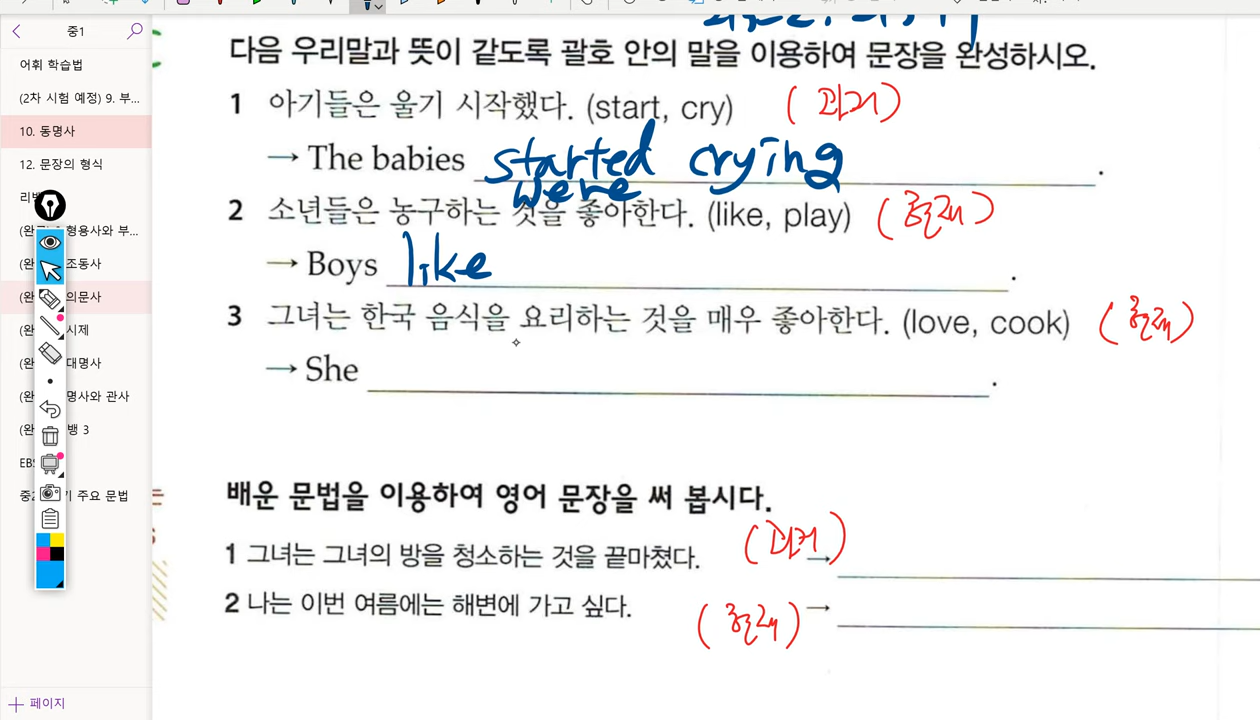 중1
어휘 학습법
(2차 시험 예정) 9. 부...
10. 동명사
12. 문장의 형식
리뱅
형용사와 부...
조동사
의문사
시제
대명사
명사와 관사
뱅 3
주요 문법
페이지
다음 우리말과 뜻이 같도록 괄호 안의 말을 이용하여 문장을 완성하시오.
1 아기들은 울기 시작했다. (start, cry) (과거)
→ The babies started crying .
were
2 소년들은 농구하는 것을 좋아한다. (like, play) (현재)
→ Boys like .
3 그녀는 한국 음식을 요리하는 것을 매우 좋아한다. (love, cook) (현재)
→ She .
배운 문법을 이용하여 영어 문장을 써 봅시다.
1 그녀는 그녀의 방을 청소하는 것을 끝마쳤다. (과거) →
2 나는 이번 여름에는 해변에 가고 싶다. (현재) →